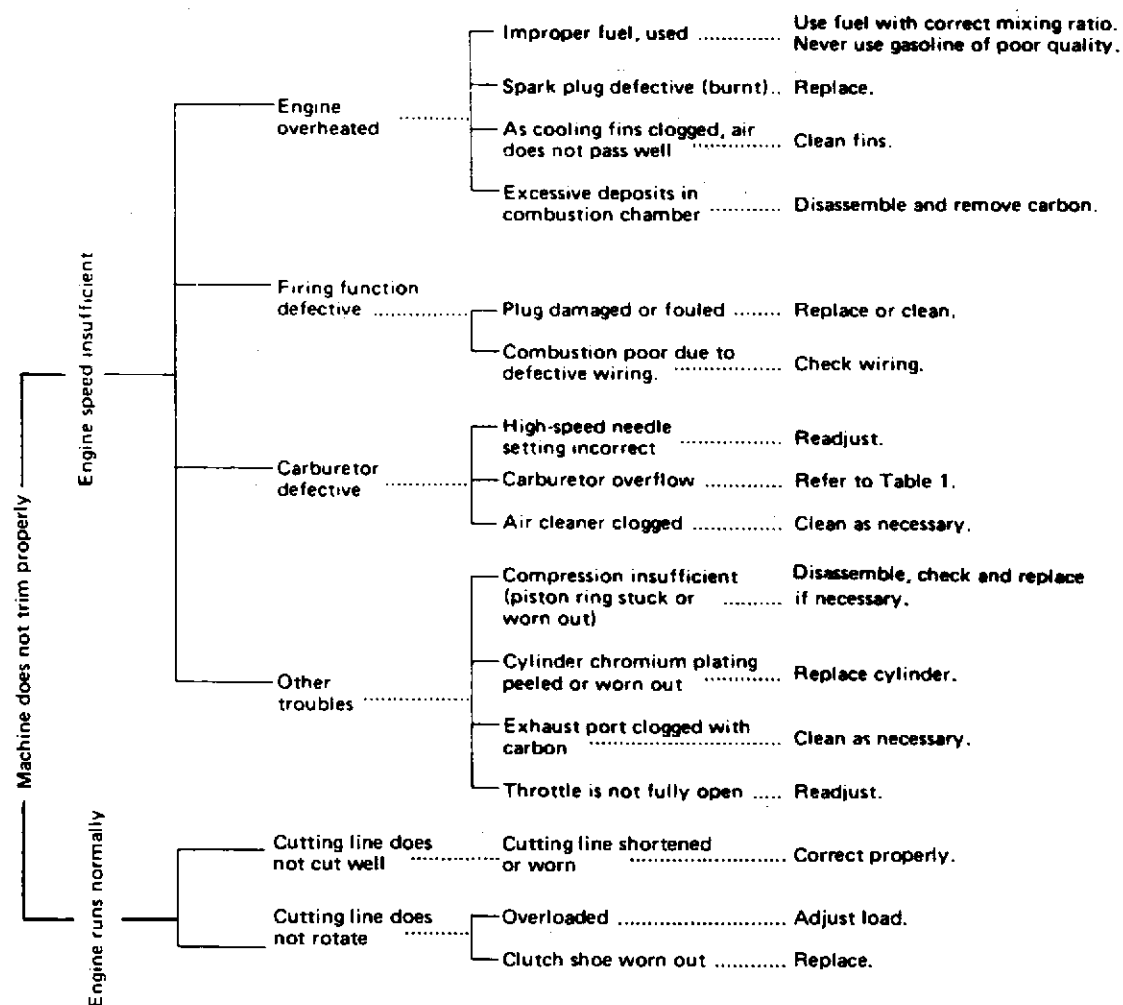 Machine does not trim properly
Engine speed insufficient
Engine
overheated
Improper fuel, used
Use fuel with correct mixing ratio.
Never use gasoline of poor quality.
Spark plug defective (burnt)
Replace.
As cooling fins clogged, air
does not pass well
Clean fins.
Excessive deposits in
combustion chamber
Disassemble and remove carbon.
Firing function
defective
Plug damaged or fouled
Replace or clean.
Combustion poor due to
defective wiring.
Check wiring.
Carburetor
defective
High-speed needle
setting incorrect
Readjust.
Carburetor overflow
Refer to Table 1.
Air cleaner clogged
Clean as necessary.
Other
troubles
Compression insufficient
(piston ring stuck or
worn out)
Disassemble, check and replace
if necessary.
Cylinder chromium plating
peeled or worn out
Replace cylinder.
Exhaust port clogged with
carbon
Clean as necessary.
Throttle is not fully open
Readjust.
Engine runs normally
Cutting line does
not cut well
Cutting line shortened
or worn
Correct properly.
Cutting line does
not rotate
Overloaded
Adjust load.
Clutch shoe worn out
Replace.